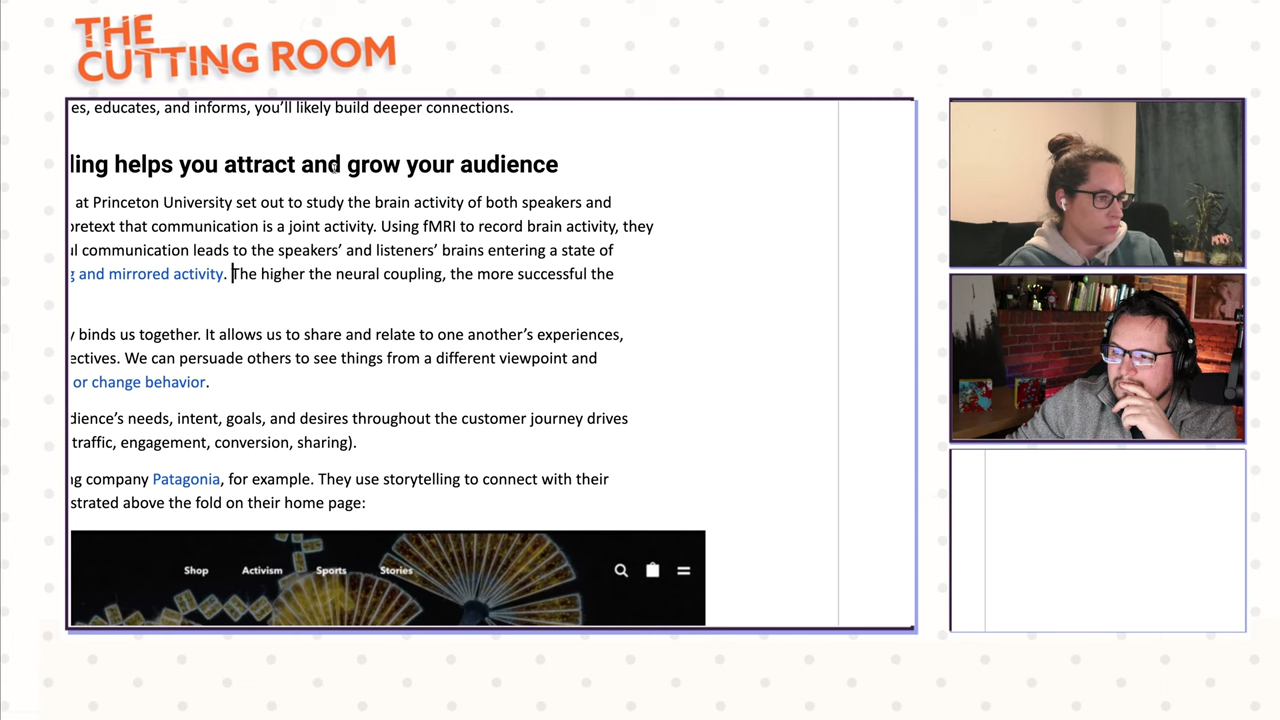 THE
CUTTING ROOM
es, educates, and informs, you’ll likely build deeper connections.
ling helps you attract and grow your audience
at Princeton University set out to study the brain activity of both speakers and
pretext that communication is a joint activity. Using fMRI to record brain activity, they
ul communication leads to the speakers’ and listeners’ brains entering a state of
g and mirrored activity. The higher the neural coupling, the more successful the
y binds us together. It allows us to share and relate to one another’s experiences,
ectives. We can persuade others to see things from a different viewpoint and
or change behavior.
dience’s needs, intent, goals, and desires throughout the customer journey drives
traffic, engagement, conversion, sharing).
ng company Patagonia, for example. They use storytelling to connect with their
strated above the fold on their home page:
Shop Activism Sports Stories